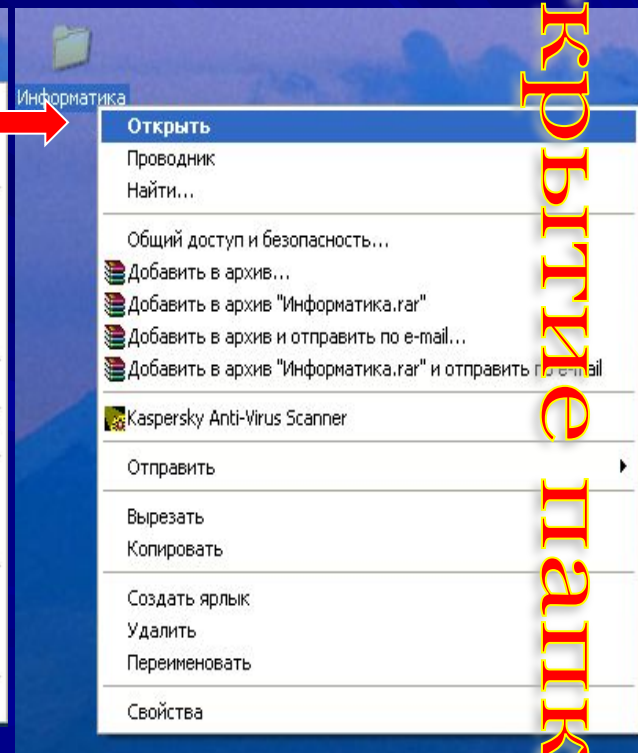 Информатика
Открыть
Проводник
Найти...
Общий доступ и безопасность...
Добавить в архив...
Добавить в архив "Информатика.rar"
Добавить в архив и отправить по e-mail...
Добавить в архив "Информатика.rar" и отправить по e-mail
Kaspersky Anti-Virus Scanner
Отправить
Вырезать
Копировать
Создать ярлык
Удалить
Переименовать
Свойства
крытие папк